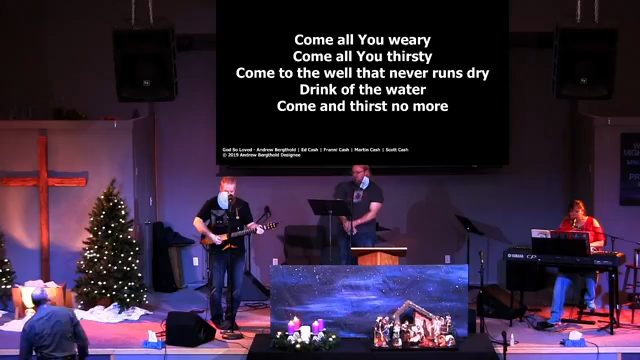 Come all You weary
Come all You thirsty
Come to the well that never runs dry
Drink of the water
Come and thirst no more
God So Loved - Andrew Bergthold | Ed Cash | Franni Cash | Martin Cash | Scott Cash
© 2019 Andrew Bergthold Designee
YAMAHA